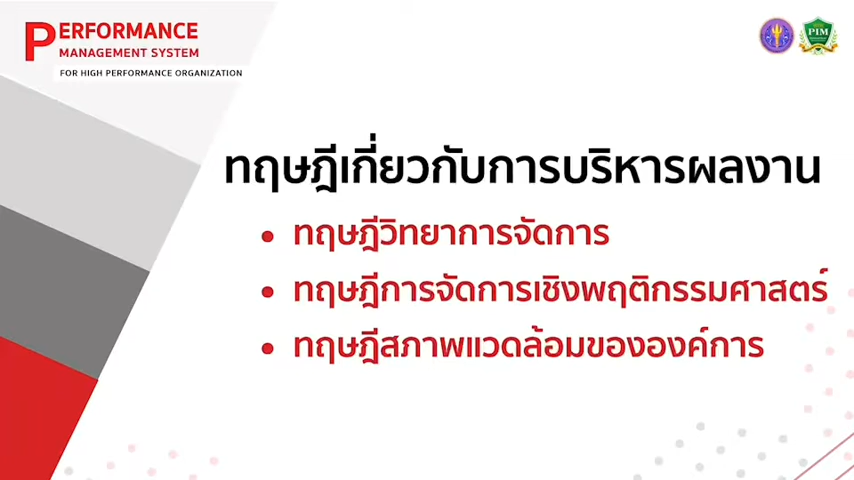 PERFORMANCE
MANAGEMENT SYSTEM
FOR HIGH PERFORMANCE ORGANIZATION
PIM
ทฤษฎีเกี่ยวกับการบริหารผลงาน
• ทฤษฎีวิทยาการจัดการ
• ทฤษฎีการจัดการเชิงพฤติกรรมศาสตร์
• ทฤษฎีสภาพแวดล้อมขององค์การ